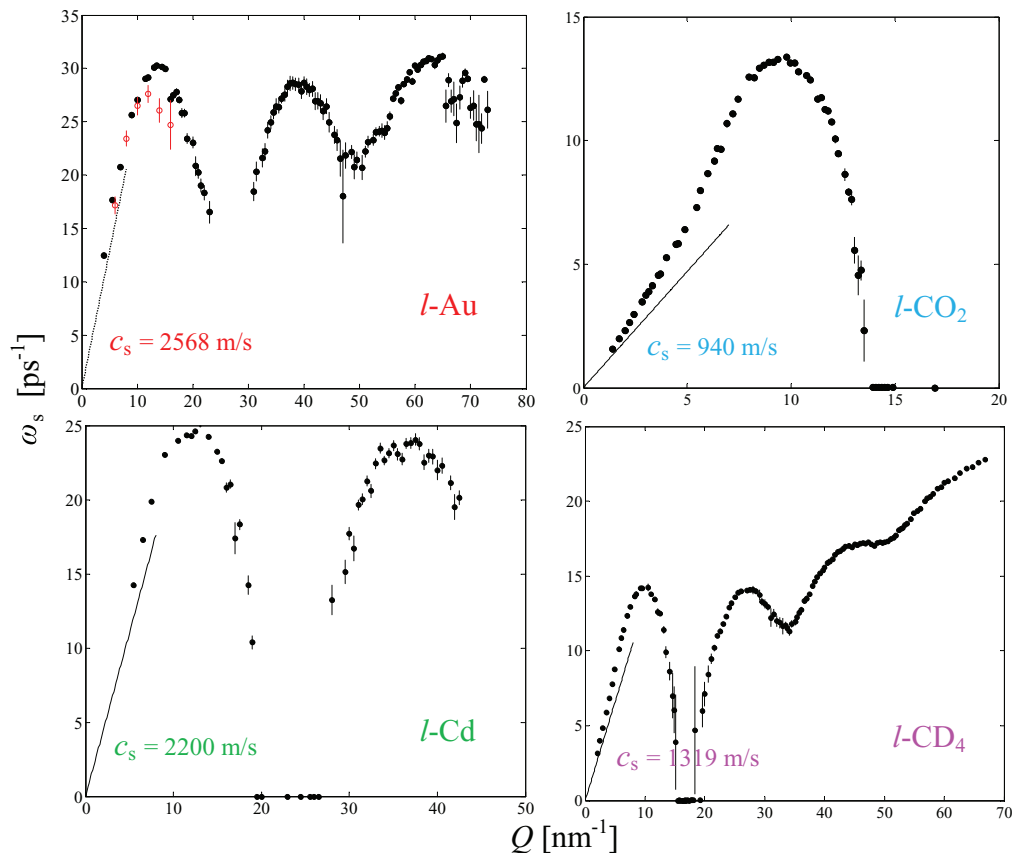 35
30
25
20
15
10
5
0
0 10 20 30 40 50 60 70 80
l-Au
cs = 2568 m/s
15
10
5
0
0 5 10 15 20
l-CO2
cs = 940 m/s
ωs [ps-1]
25
20
15
10
5
0
0 10 20 30 40 50
l-Cd
cs = 2200 m/s
25
20
15
10
5
0
0 10 20 30 40 50 60 70
l-CD4
cs = 1319 m/s
Q [nm-1]